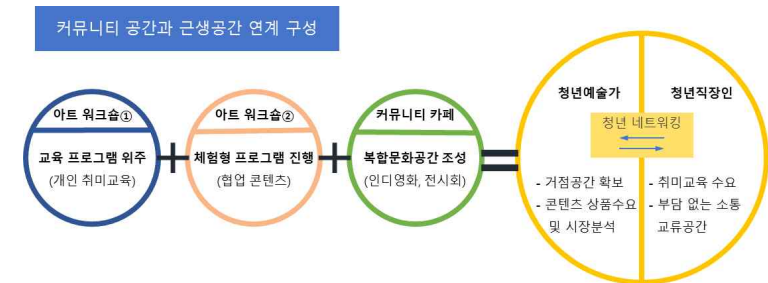 커뮤니티 공간과 근생공간 연계 구성
아트 워크숍①
교육 프로그램 위주
(개인 취미교육)
아트 워크숍②
체험형 프로그램 진행
(협업 콘텐츠)
커뮤니티 카페
복합문화공간 조성
(인디영화, 전시회)
청년예술가
청년직장인
청년 네트워킹
- 거점공간 확보
- 콘텐츠 상품수요
및 시장분석
- 취미교육 수요
- 부담 없는 소통
교류공간